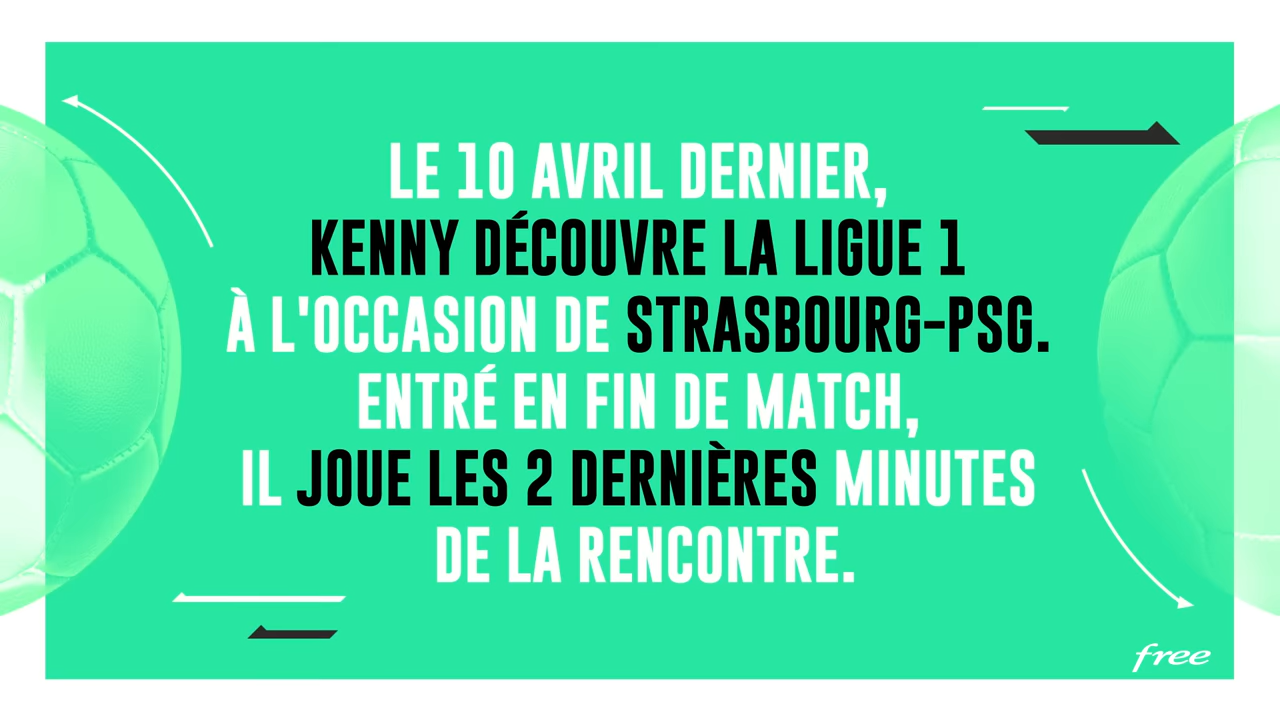 LE 10 AVRIL DERNIER,
KENNY DÉCOUVRE LA LIGUE 1
À L'OCCASION DE STRASBOURG-PSG.
ENTRÉ EN FIN DE MATCH,
IL JOUE LES 2 DERNIÈRES MINUTES
DE LA RENCONTRE.
free